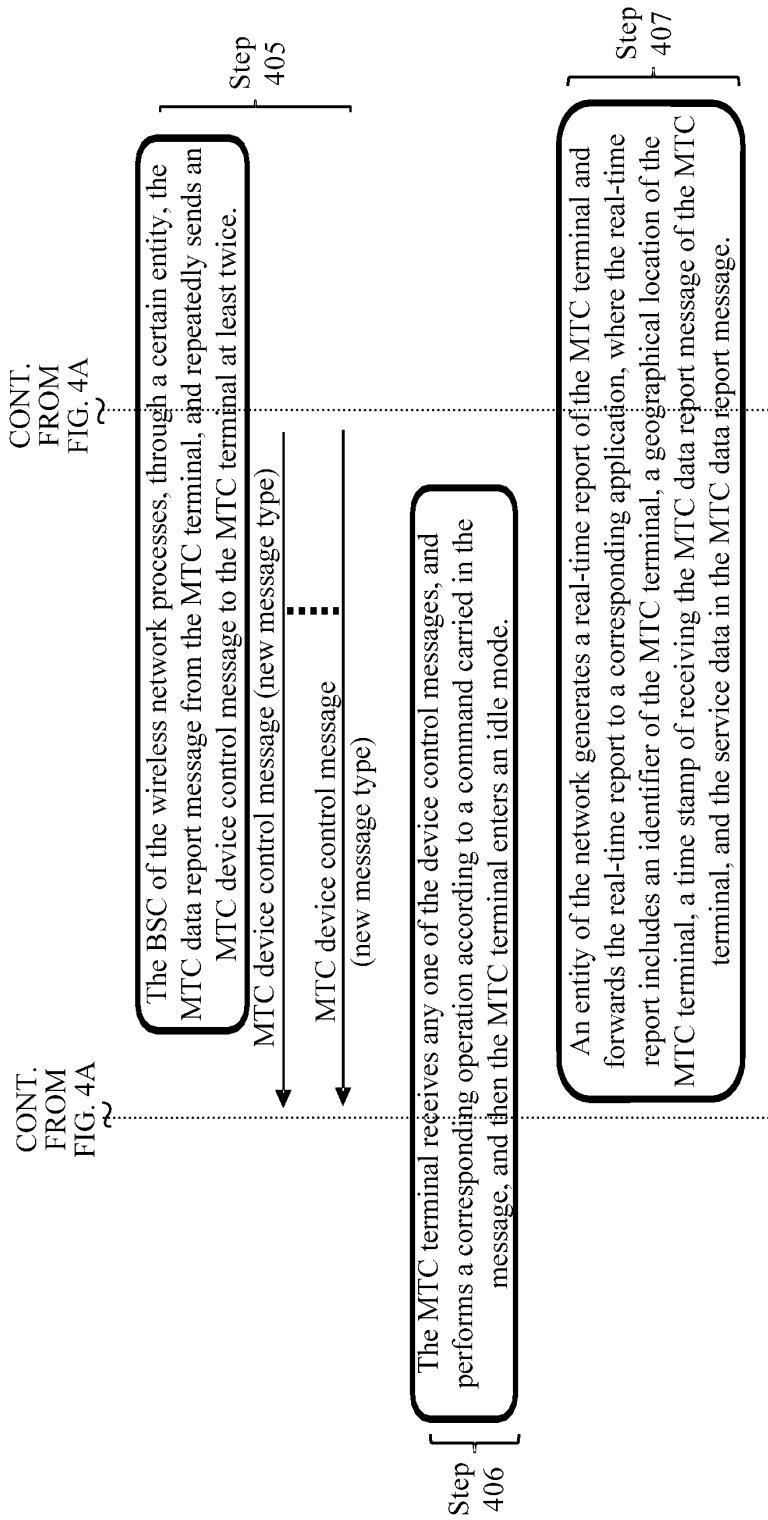 CONT.
FROM
FIG. 4A
CONT.
FROM
FIG. 4A
The BSC of the wireless network processes, through a certain entity, the
MTC data report message from the MTC terminal, and repeatedly sends an
MTC device control message to the MTC terminal at least twice.
Step
405
MTC device control message (new message type)
MTC device control message
(new message type)
Step
406
The MTC terminal receives any one of the device control messages, and
performs a corresponding operation according to a command carried in the
message, and then the MTC terminal enters an idle mode.
An entity of the network generates a real-time report of the MTC terminal and
forwards the real-time report to a corresponding application, where the real-time
report includes an identifier of the MTC terminal, a geographical location of the
MTC terminal, a time stamp of receiving the MTC data report message of the MTC
terminal, and the service data in the MTC data report message.
Step
407